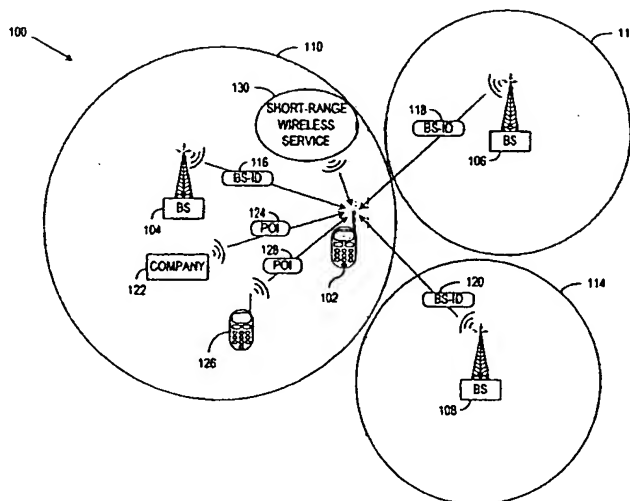 100
110
11
130
SHORT-RANGE
WIRELESS
SERVICE
118
BS-ID
BS
106
116
BS-ID
BS
104
124
POI
128
POI
COMPANY
122
102
126
120
BS-ID
114
BS
108